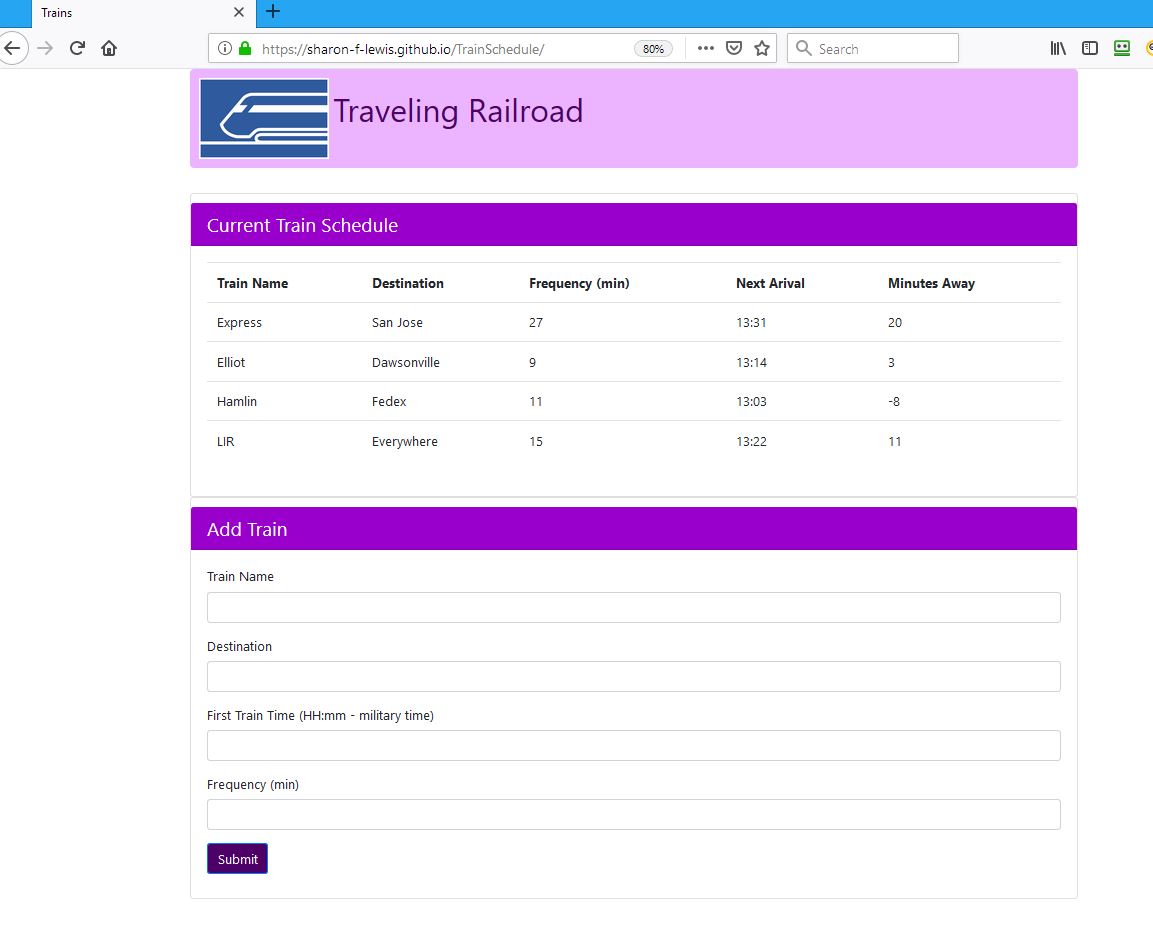 Trains
https://sharon-f-lewis.github.io/TrainSchedule/ 80% Search
Traveling Railroad
Current Train Schedule
Train Name Destination Frequency (min) Next Arival Minutes Away
Express San Jose 27 13:31 20
Elliot Dawsonville 9 13:14 3
Hamlin Fedex 11 13:03 -8
LIR Everywhere 15 13:22 11
Add Train
Train Name
Destination
First Train Time (HH:mm - military time)
Frequency (min)
Submit